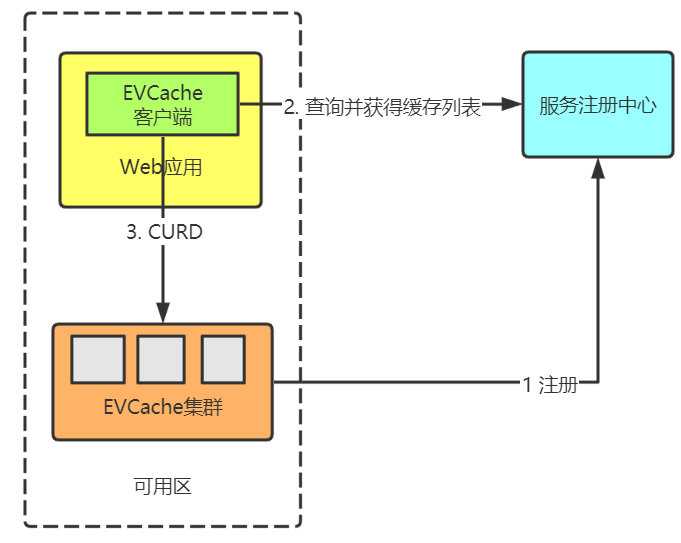 EVCache
客户端
Web应用
2. 查询并获得缓存列表
服务注册中心
3. CURD
EVCache集群
1 注册
可用区